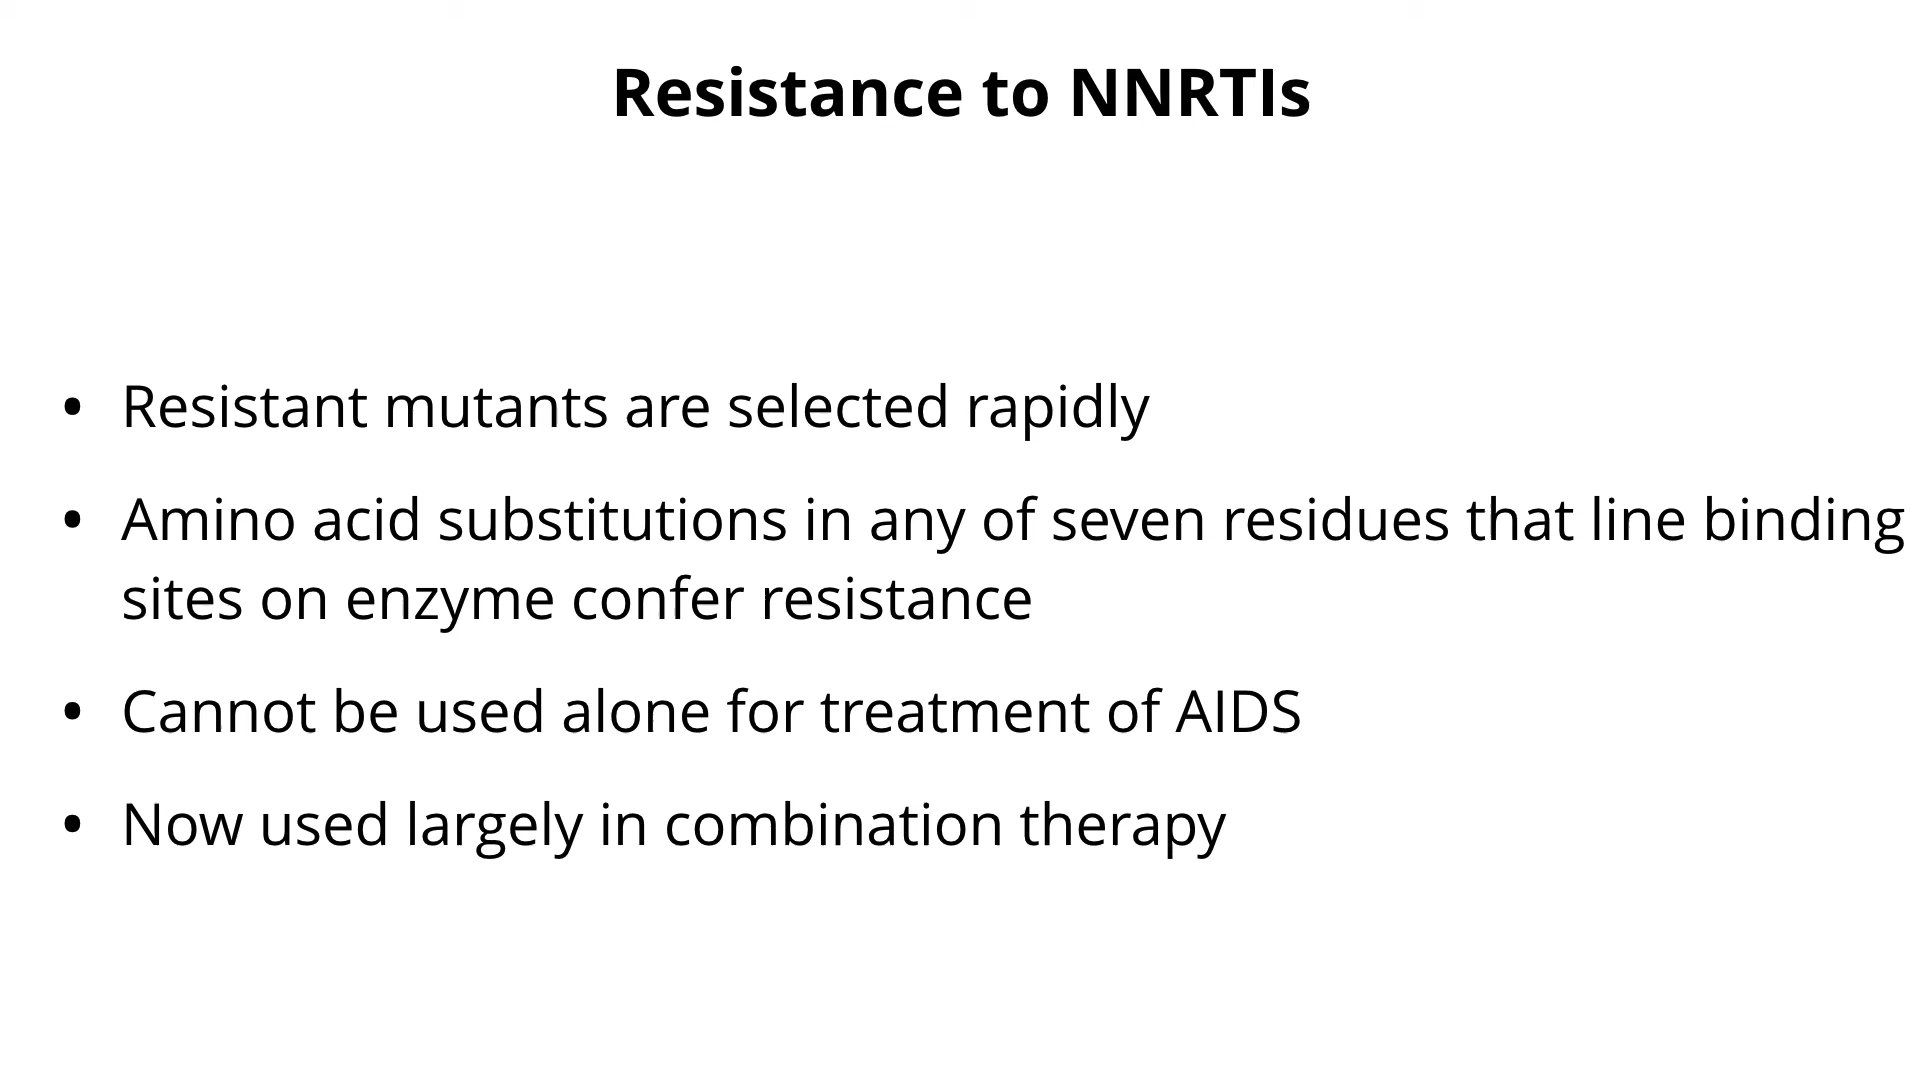 Resistance to NNRTIs
• Resistant mutants are selected rapidly
• Amino acid substitutions in any of seven residues that line binding
sites on enzyme confer resistance
• Cannot be used alone for treatment of AIDS
• Now used largely in combination therapy